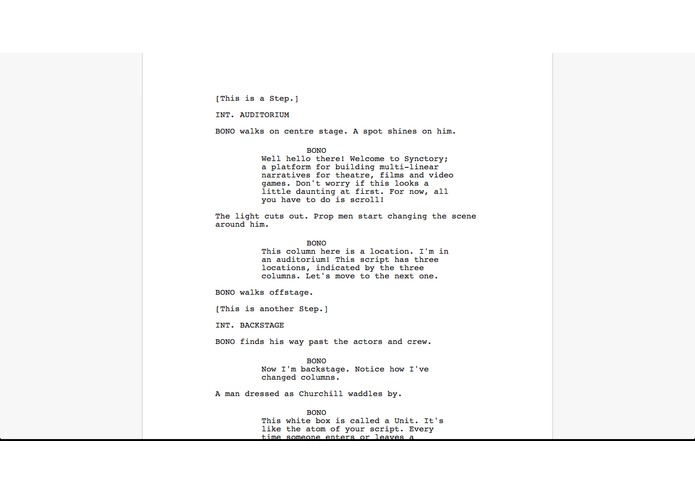 [This is a Step.]
INT. AUDITORIUM
BONO walks on centre stage. A spot shines on him.
BONO
Well hello there! Welcome to Synctory;
a platform for building multi-linear
narratives for theatre, films and video
games. Don't worry if this looks a
little daunting at first. For now, all
you have to do is scroll!
The light cuts out. Prop men start changing the scene
around him.
BONO
This column here is a location. I'm in
an auditorium! This script has three
locations, indicated by the three
columns. Let's move to the next one.
BONO walks offstage.
[This is another Step.]
INT. BACKSTAGE
BONO finds his way past the actors and crew.
BONO
Now I'm backstage. Notice how I've
changed columns.
A man dressed as Churchill waddles by.
BONO
This white box is called a Unit. It's
like the atom of your script. Every
time someone enters or leaves a